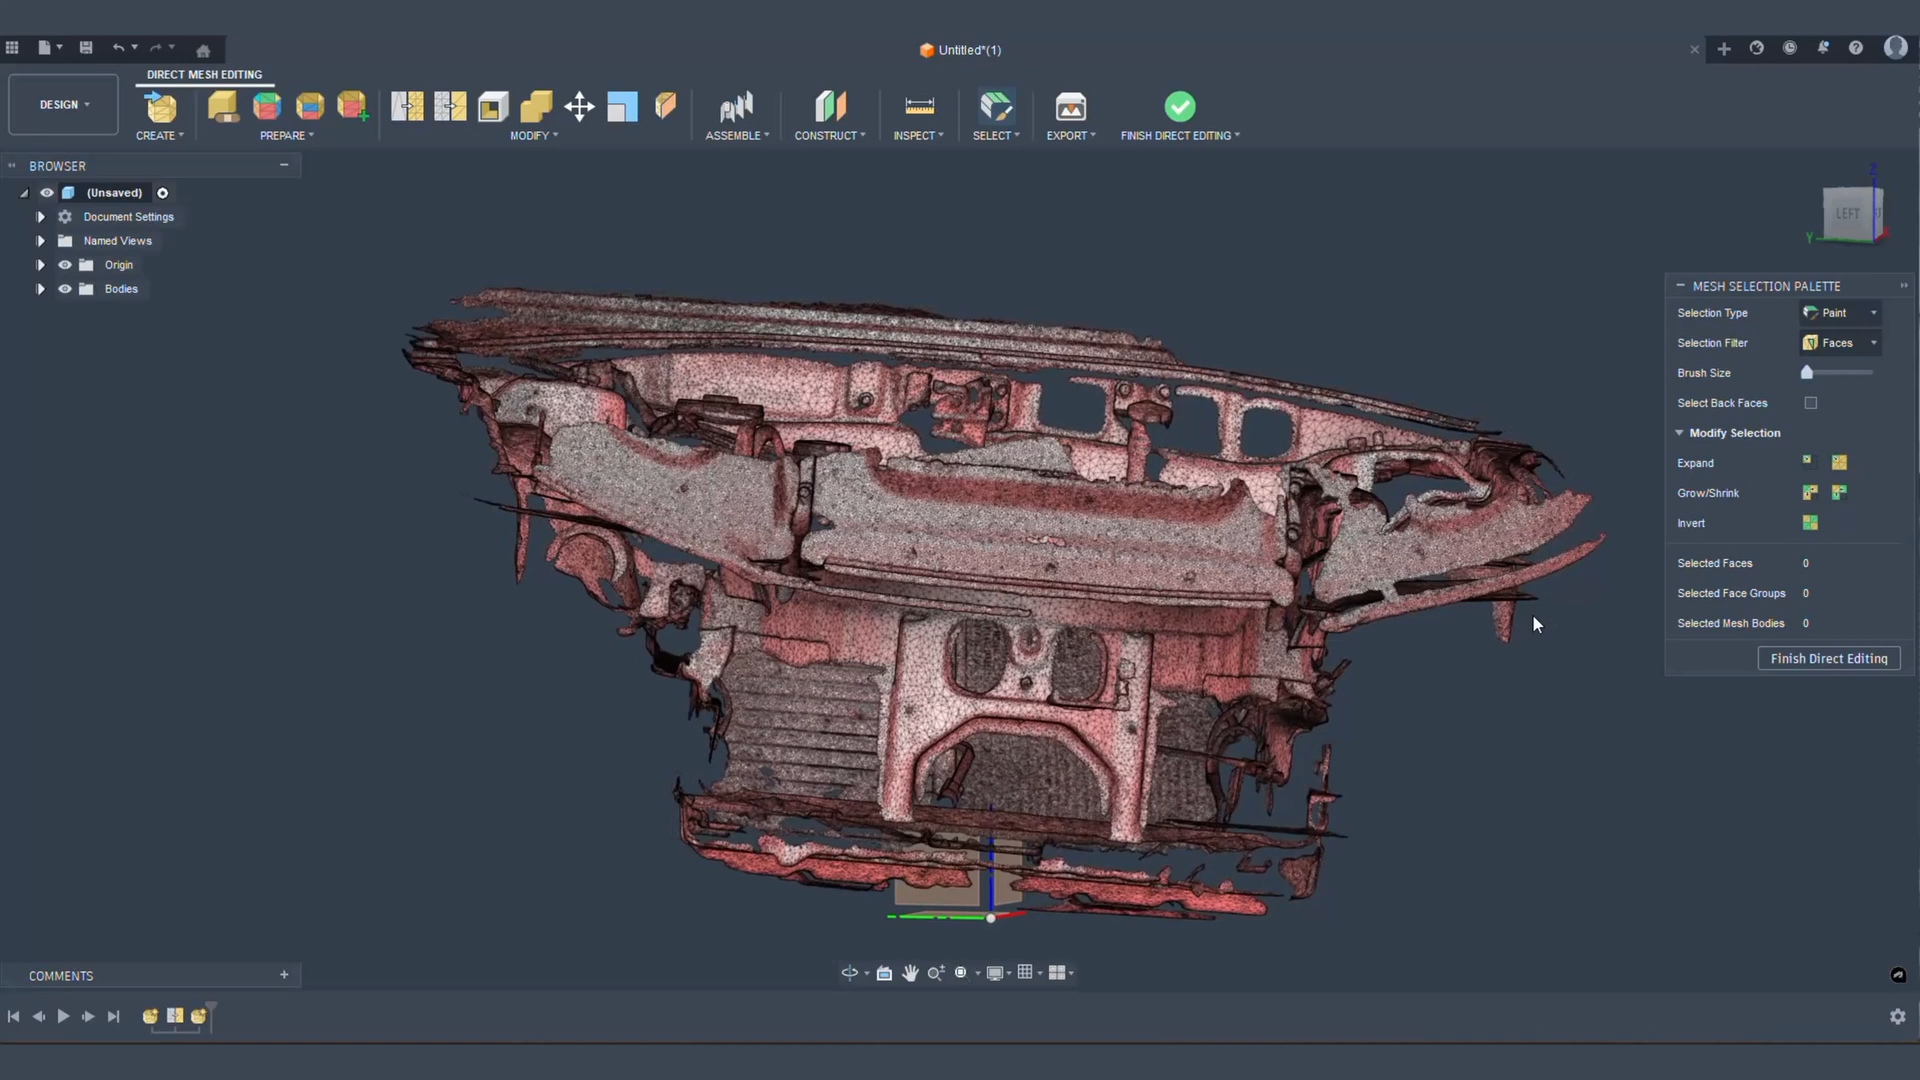 Untitled*(1)
DIRECT MESH EDITING
DESIGN
CREATE
PREPARE
MODIFY
ASSEMBLE
CONSTRUCT
INSPECT
SELECT
EXPORT
FINISH DIRECT EDITING
BROWSER
(Unsaved)
Document Settings
Named Views
Origin
Bodies
Z
LEFT
Y
MESH SELECTION PALETTE
Selection Type Paint
Selection Filter Faces
Brush Size
Select Back Faces
Modify Selection
Expand
Grow/Shrink
Invert
Selected Faces 0
Selected Face Groups 0
Selected Mesh Bodies 0
Finish Direct Editing
COMMENTS